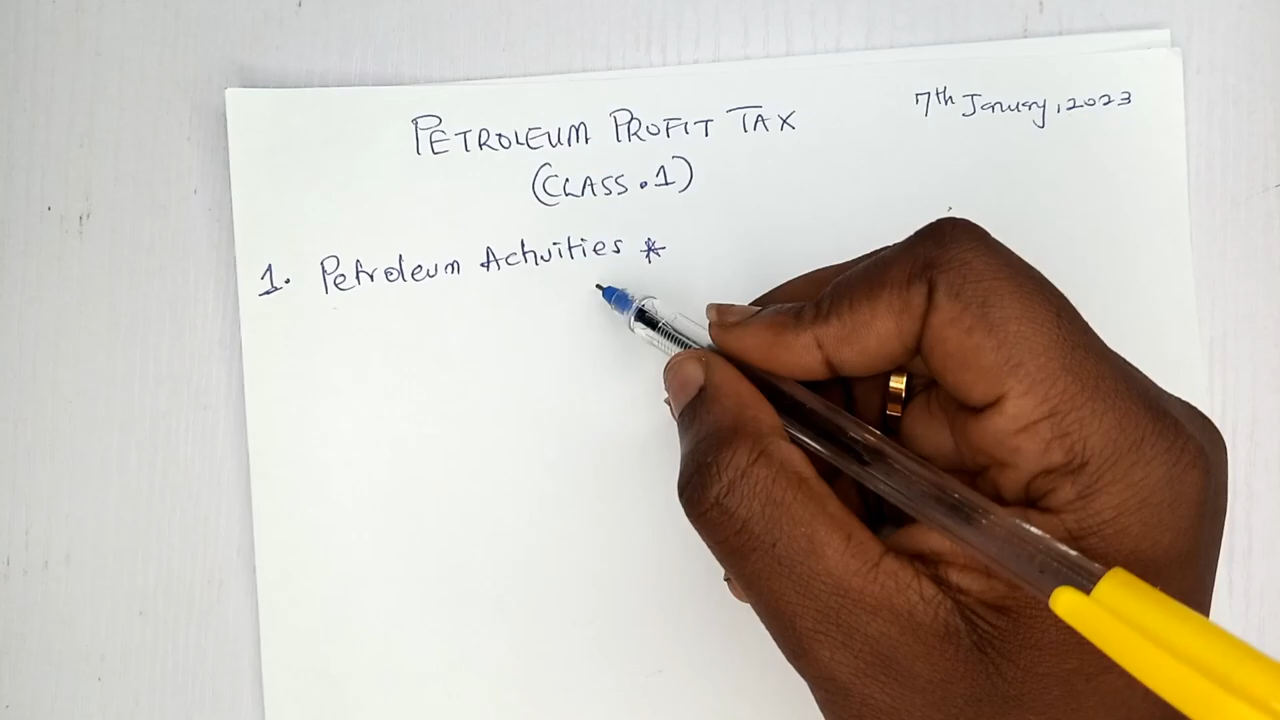 7th January, 2023
PETROLEUM PROFIT TAX
(CLASS.1)
1. Petroleum Activities *